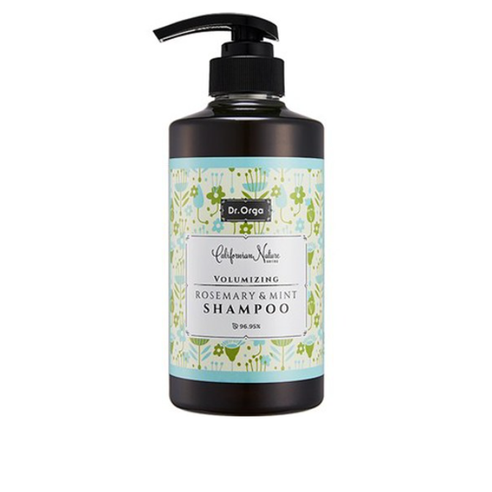 Dr.Orga
Californian Nature
VOLUMIZING
ROSEMARY & MINT
SHAMPOO
96.95%